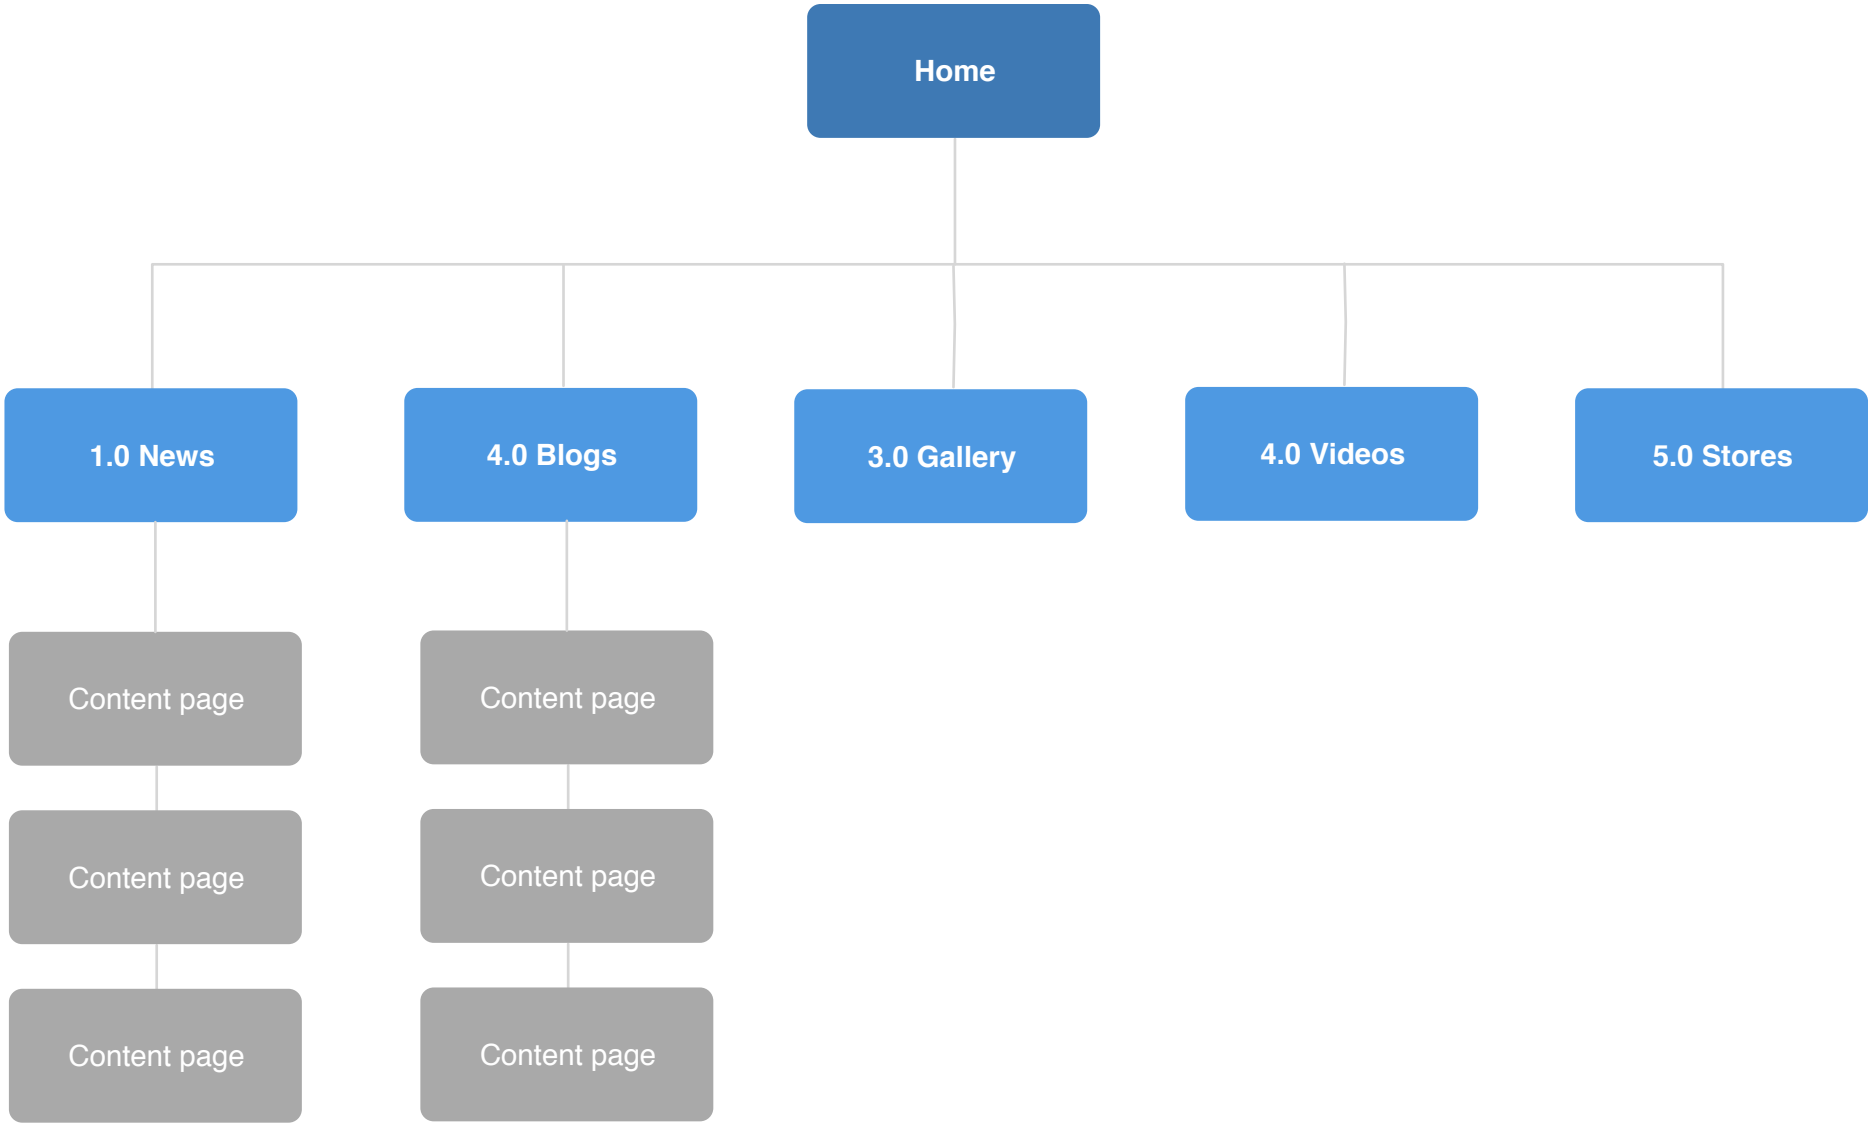 Home
1.0 News
4.0 Blogs
3.0 Gallery
4.0 Videos
5.0 Stores
Content page
Content page
Content page
Content page
Content page
Content page